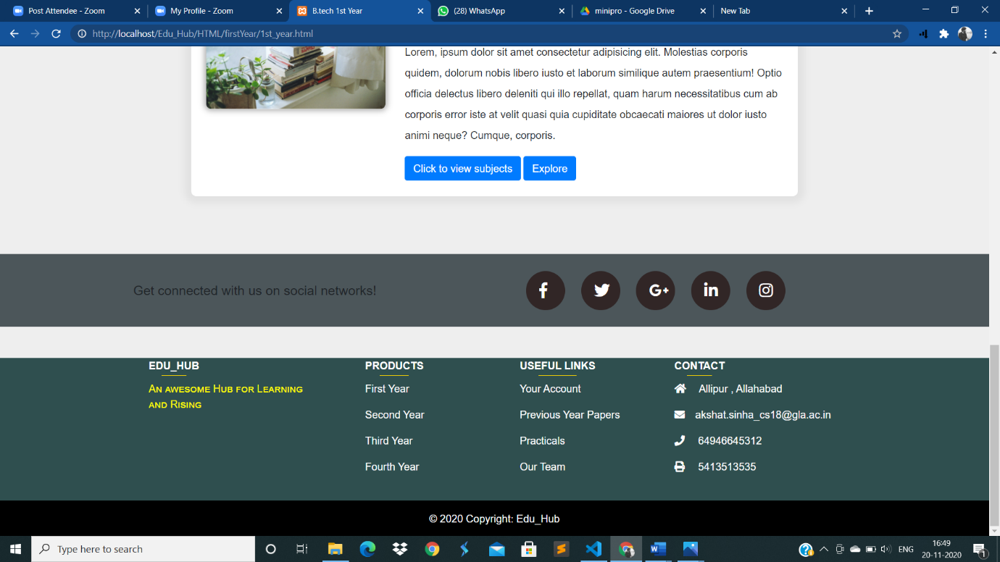 Post Attendee - Zoom
My Profile - Zoom
B.tech 1st Year
(28) WhatsApp
minipro - Google Drive
New Tab
http://localhost/Edu_Hub/HTML/firstYear/1st_year.html
Lorem, ipsum dolor sit amet consectetur adipisicing elit. Molestias corporis
quidem, dolorum nobis libero iusto et laborum similique autem praesentium! Optio
officia delectus libero deleniti qui illo repellat, quam harum necessitatibus cum ab
corporis error iste at velit quasi quia cupiditate obcaecati maiores ut dolor iusto
animi neque? Cumque, corporis.
Click to view subjects Explore
Get connected with us on social networks!
EDU_HUB
An awesome Hub for Learning
and Rising
PRODUCTS
First Year
Second Year
Third Year
Fourth Year
USEFUL LINKS
Your Account
Previous Year Papers
Practicals
Our Team
CONTACT
Allipur , Allahabad
akshat.sinha_cs18@gla.ac.in
64946645312
5413513535
© 2020 Copyright: Edu_Hub
Type here to search
ENG
16:49
20-11-2020
1